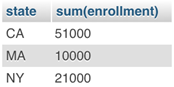 state sum(enrollment)
CA 51000
MA 10000
NY 21000